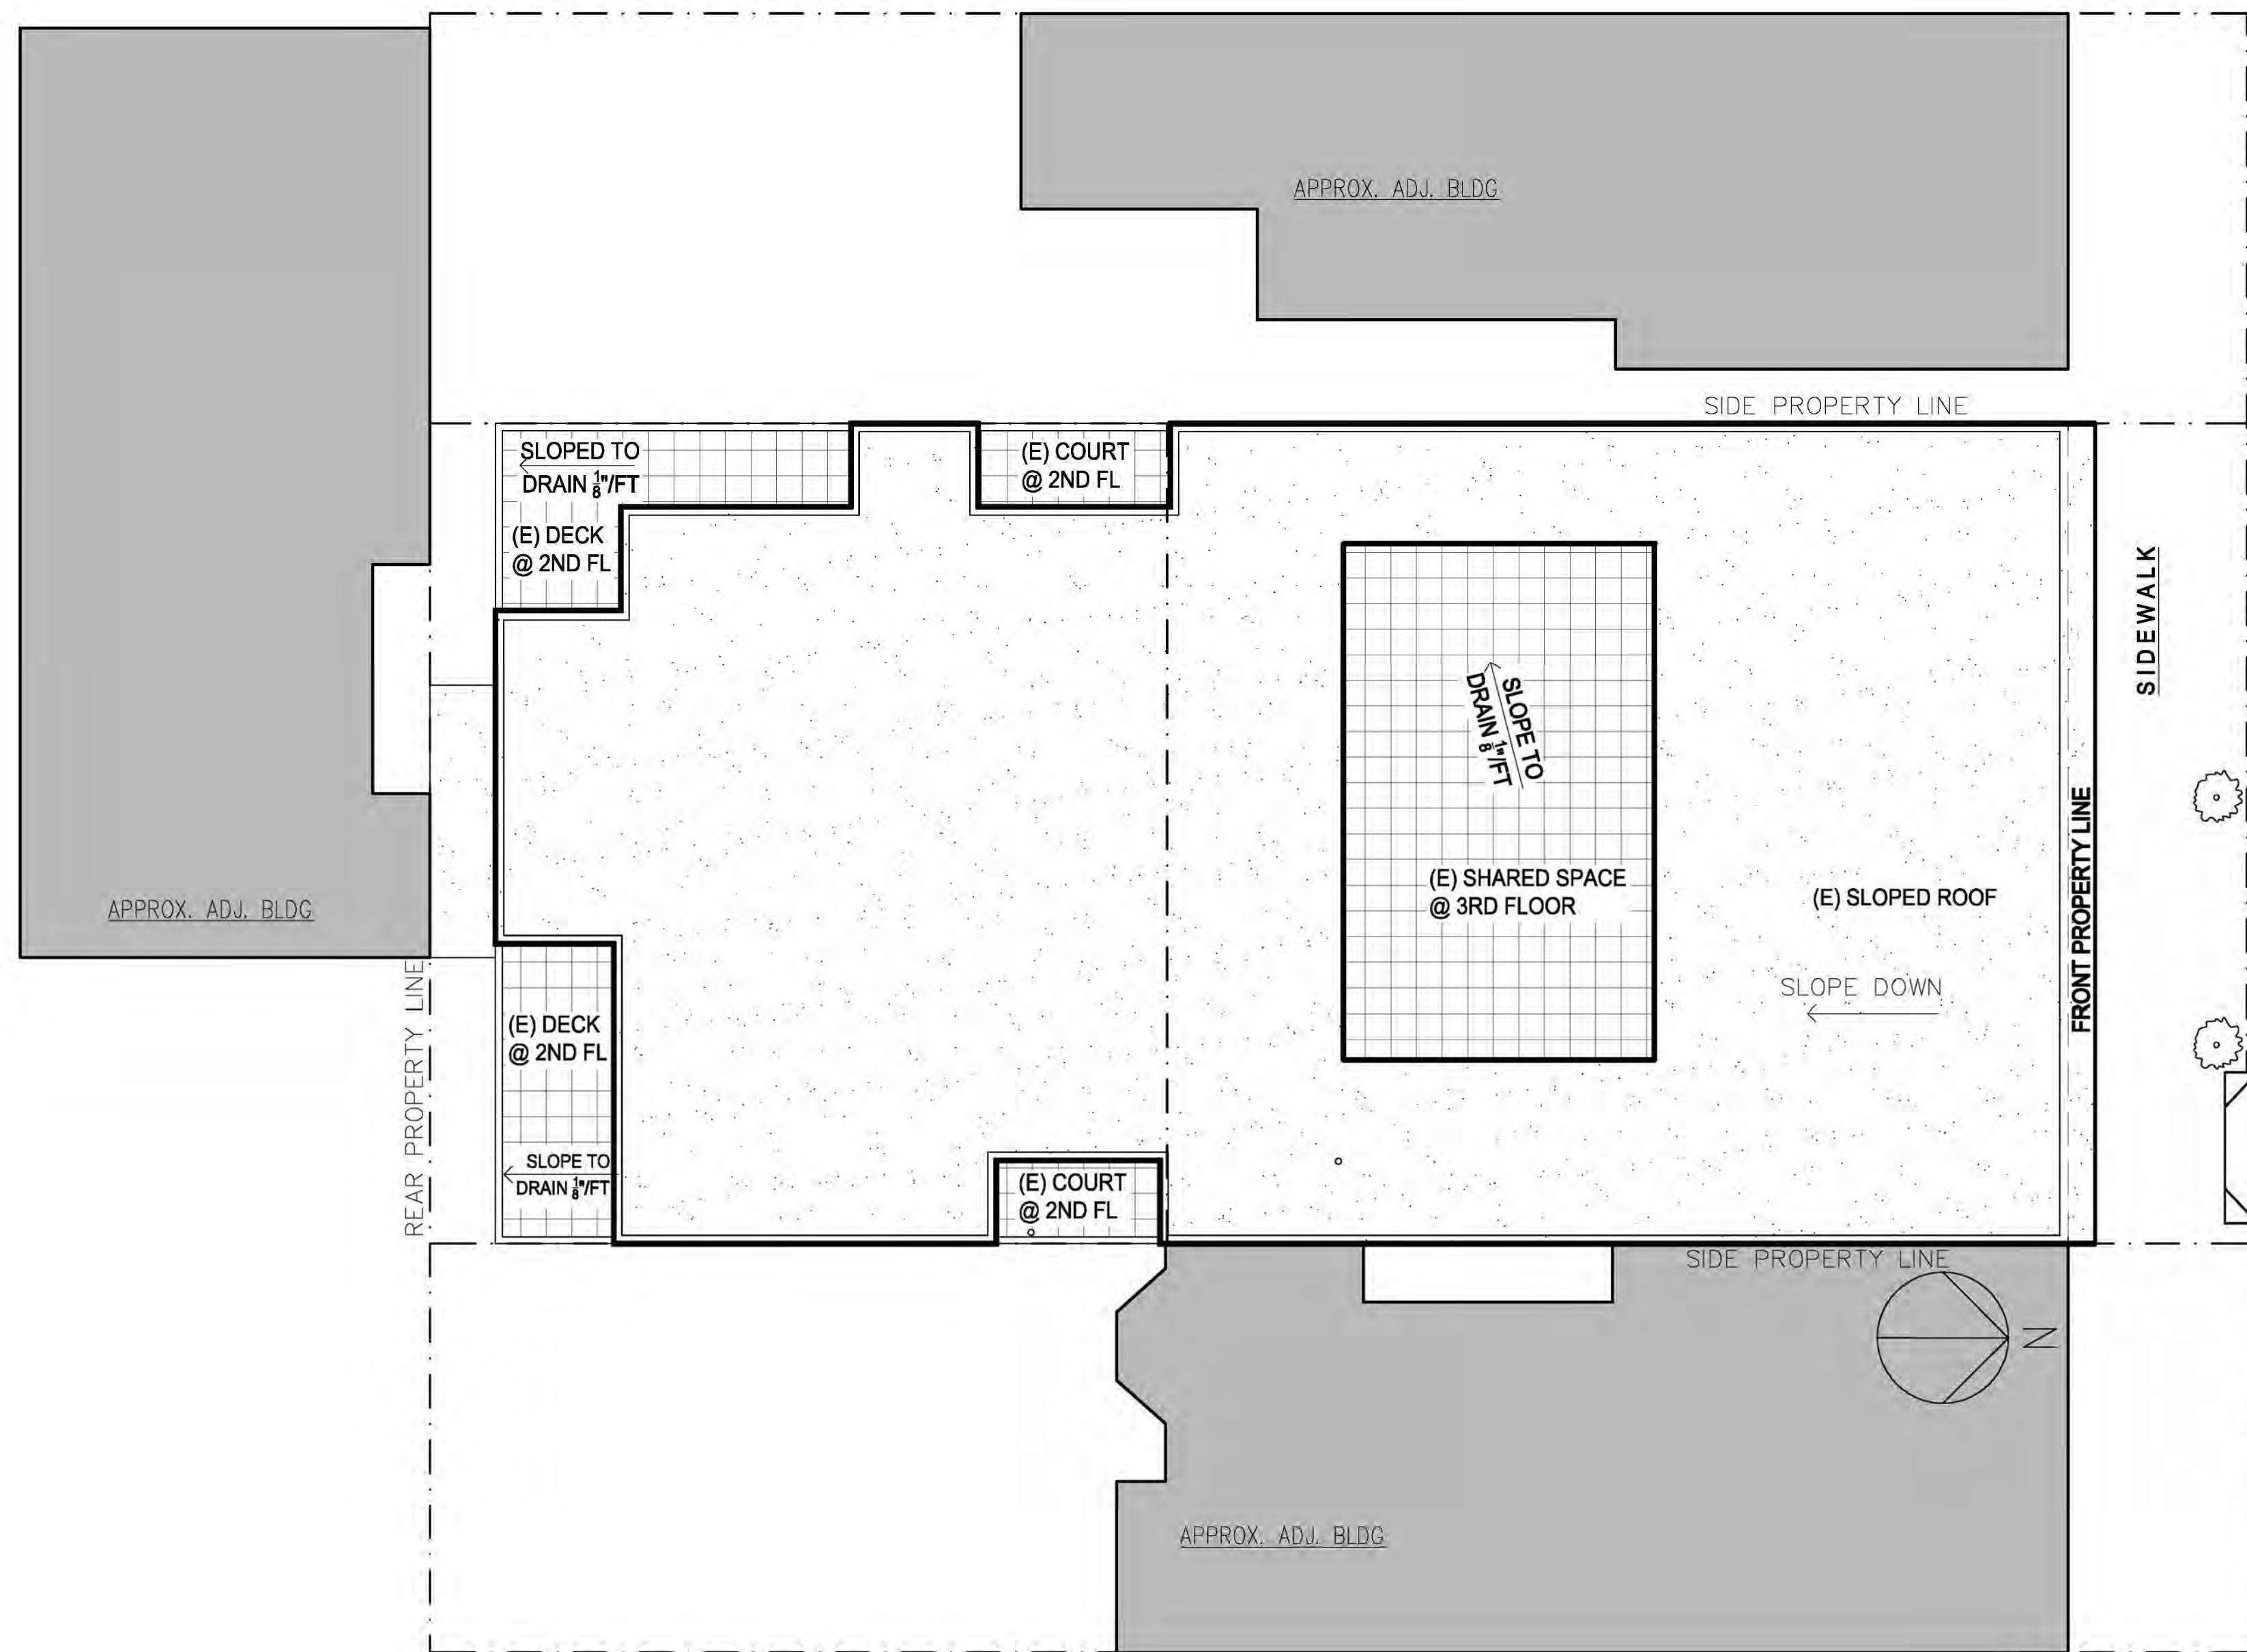 APPROX. ADJ. BLDG
SIDE PROPERTY LINE
SLOPED TO
DRAIN 1/8"/FT
(E) DECK
@ 2ND FL
(E) COURT
@ 2ND FL
SIDEWALK
SLOPE TO
DRAIN 1/8"/FT
(E) SHARED SPACE
@ 3RD FLOOR
(E) SLOPED ROOF
SLOPE DOWN
FRONT PROPERTY LINE
APPROX. ADJ. BLDG
REAR PROPERTY LINE
(E) DECK
@ 2ND FL
SLOPE TO
DRAIN 1/8"/FT
(E) COURT
@ 2ND FL
SIDE PROPERTY LINE
N
APPROX. ADJ. BLDG